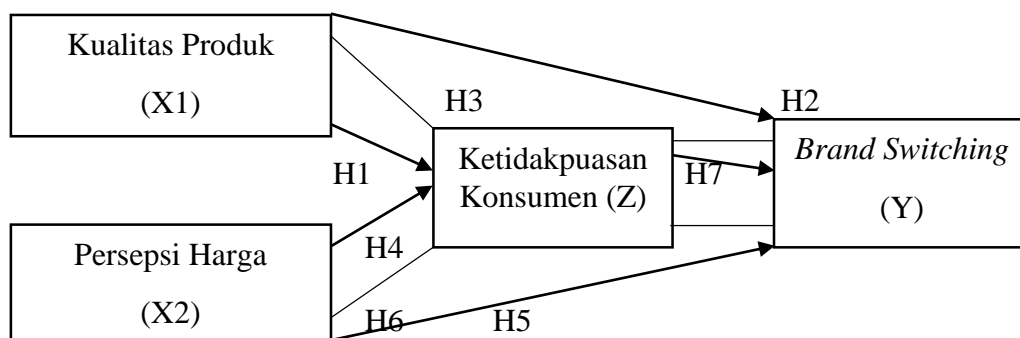 Kualitas Produk
(X1)
H3
H2
Ketidakpuasan
Konsumen (Z)
Brand Switching
(Y)
H1
H7
Persepsi Harga
(X2)
H4
H6
H5